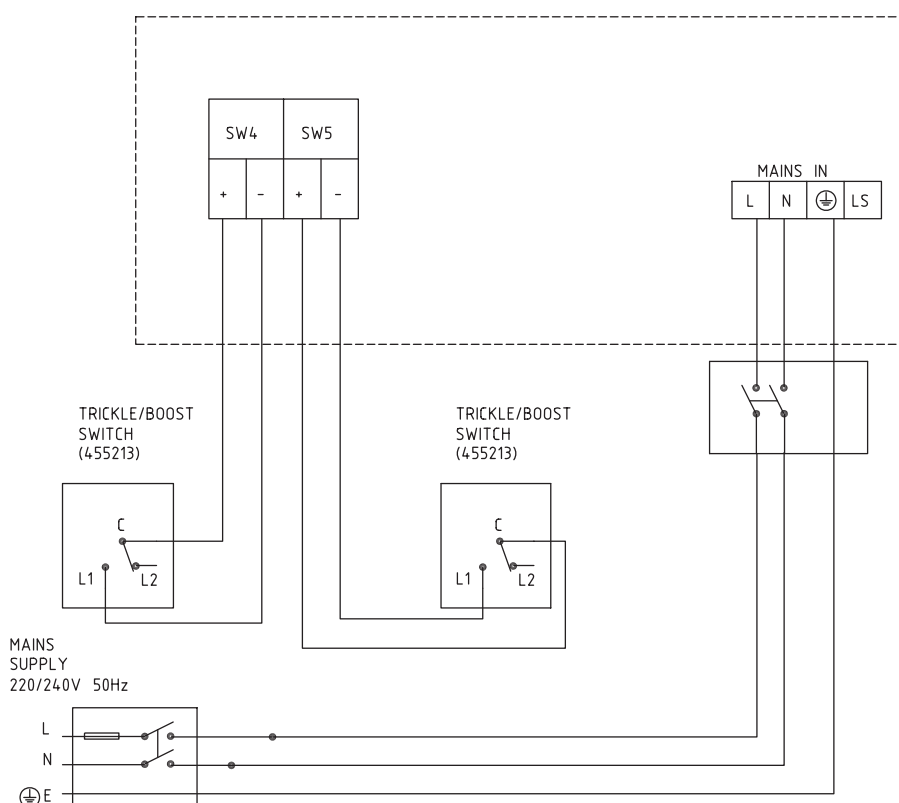 SW4 SW5
+ - + -
MAINS IN
L N LS
TRICKLE/BOOST
SWITCH
(455213)
C
L1 L2
TRICKLE/BOOST
SWITCH
(455213)
C
L1 L2
MAINS
SUPPLY
220/240V 50Hz
L
N
E